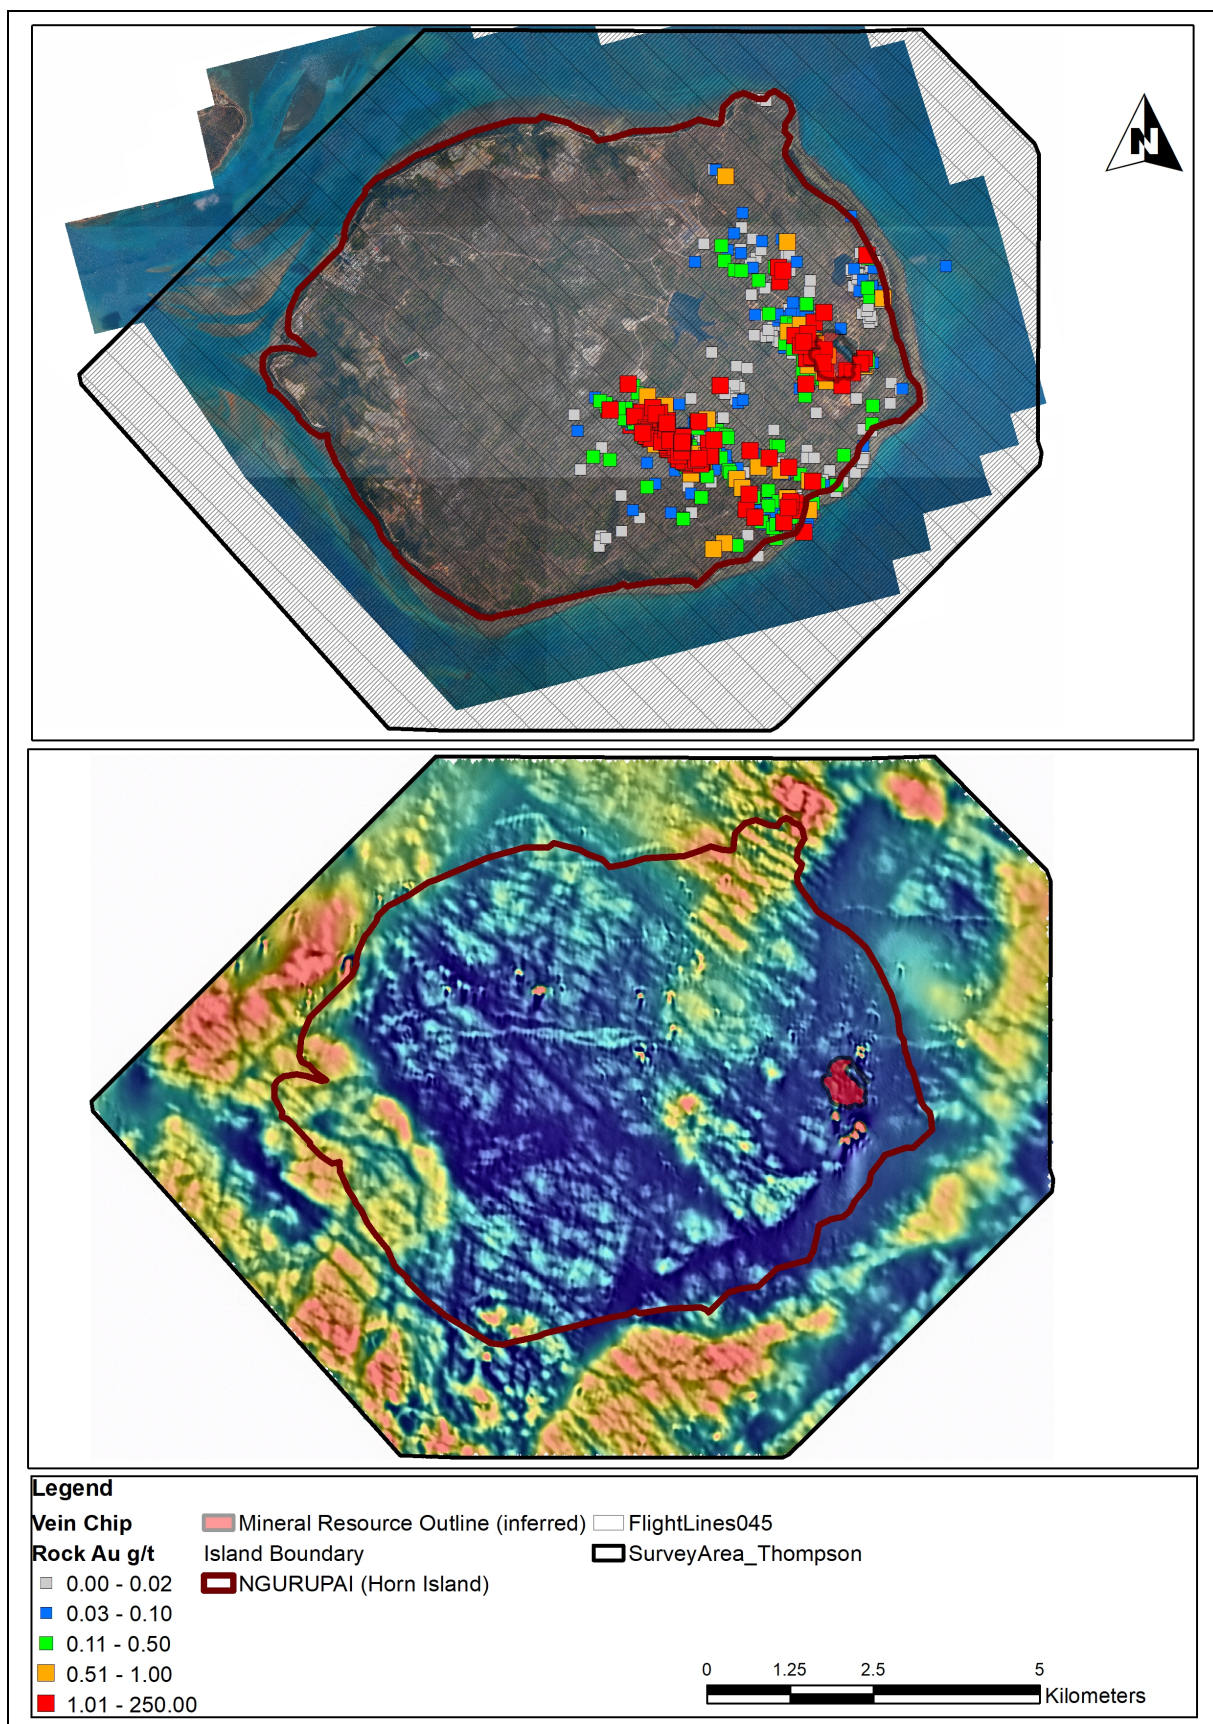 N
Legend
Vein Chip
Rock Au g/t
0.00 - 0.02
0.03 - 0.10
0.11 - 0.50
0.51 - 1.00
1.01 - 250.00
Mineral Resource Outline (inferred)
Island Boundary
NGURUPAI (Horn Island)
FlightLines045
SurveyArea_Thompson
0 1.25 2.5 5
Kilometers